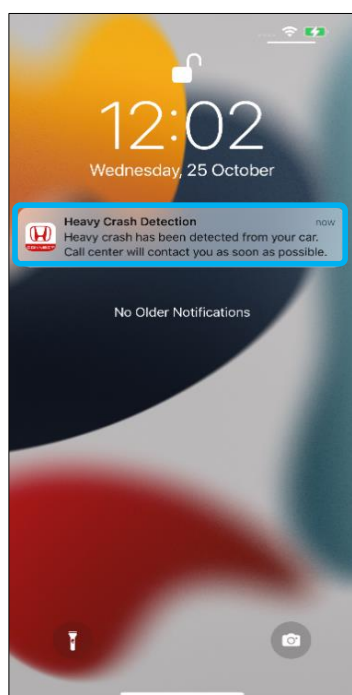 12:02
Wednesday, 25 October
Heavy Crash Detection now
Heavy crash has been detected from your car.
Call center will contact you as soon as possible.
No Older Notifications